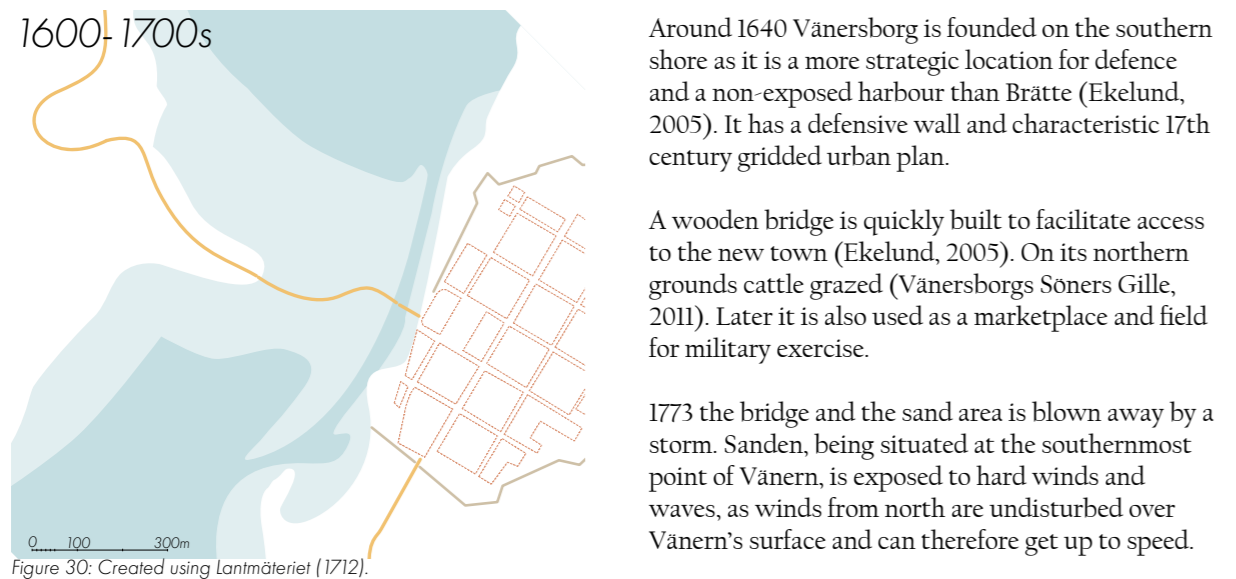 1600-1700s
0 100 300m
Figure 30: Created using Lantmäteriet (1712).
Around 1640 Vänersborg is founded on the southern
shore as it is a more strategic location for defence
and a non-exposed harbour than Brätte (Ekelund,
2005). It has a defensive wall and characteristic 17th
century gridded urban plan.
A wooden bridge is quickly built to facilitate access
to the new town (Ekelund, 2005). On its northern
grounds cattle grazed (Vänersborgs Söners Gille,
2011). Later it is also used as a marketplace and field
for military exercise.
1773 the bridge and the sand area is blown away by a
storm. Sanden, being situated at the southernmost
point of Vänern, is exposed to hard winds and
waves, as winds from north are undisturbed over
Vänern's surface and can therefore get up to speed.